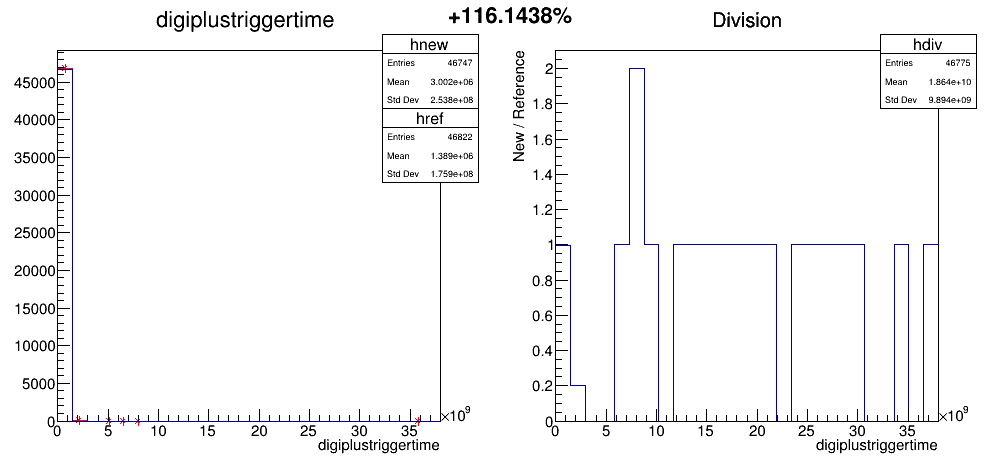 digiplustriggertime
+116.1438%
Division
hnew
Entries 46747
Mean 3.002e+06
Std Dev 2.538e+08
href
Entries 46822
Mean 1.389e+06
Std Dev 1.759e+08
45000
40000
35000
30000
25000
20000
15000
10000
5000
0
0 5 10 15 20 25 30 35
×10⁹
digiplustriggertime
hdiv
Entries 46775
Mean 1.864e+10
Std Dev 9.894e+09
New / Reference
2
1.8
1.6
1.4
1.2
1
0.8
0.6
0.4
0.2
0
0 5 10 15 20 25 30 35
×10⁹
digiplustriggertime